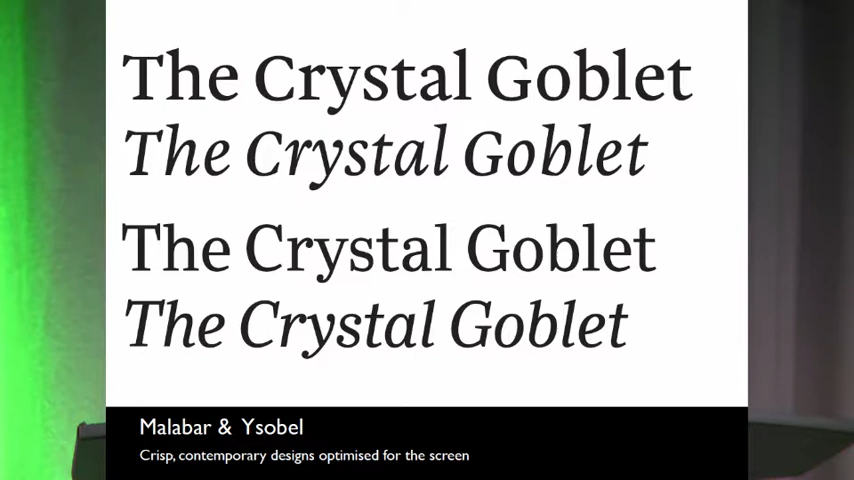 The Crystal Goblet
The Crystal Goblet
The Crystal Goblet
The Crystal Goblet
Malabar & Ysobel
Crisp, contemporary designs optimised for the screen